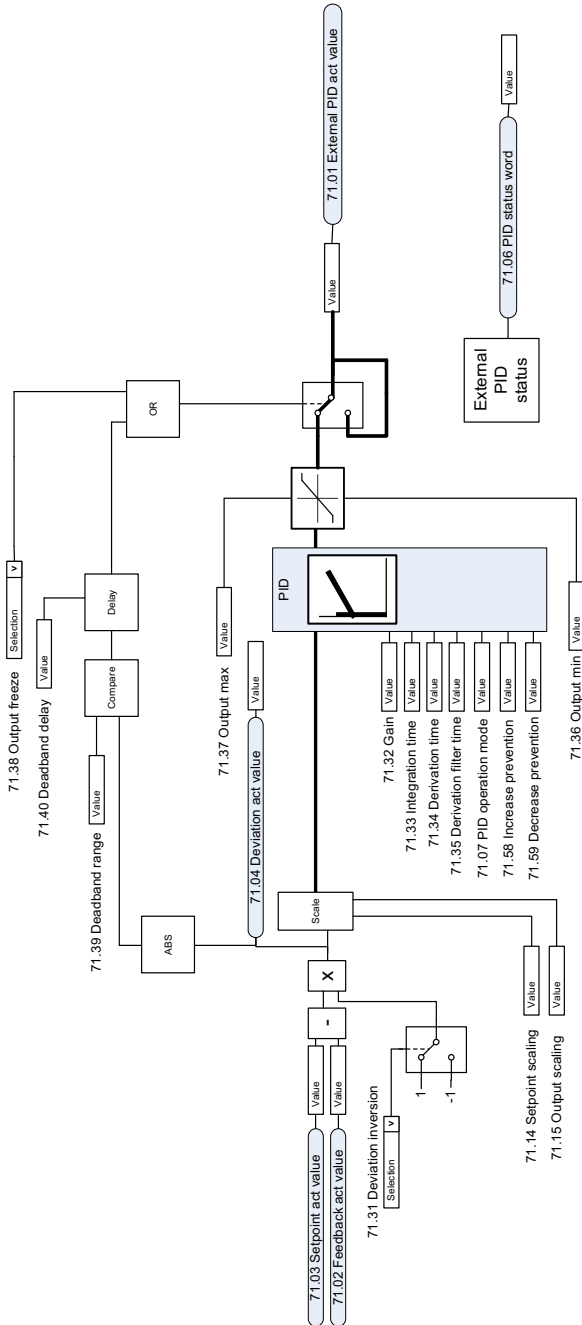 71.38 Output freeze
Selection
v
71.40 Deadband delay
Value
71.39 Deadband range
Value
Compare
Delay
OR
ABS
71.04 Deviation act value
Value
71.37 Output max
Value
71.03 Setpoint act value
Value
71.02 Feedback act value
Value
-
X
Scale
PID
Value
71.01 External PID act value
71.31 Deviation inversion
Selection
v
1
-1
71.14 Setpoint scaling
Value
71.15 Output scaling
Value
71.32 Gain
Value
71.33 Integration time
Value
71.34 Derivation time
Value
71.35 Derivation filter time
Value
71.07 PID operation mode
Value
71.58 Increase prevention
Value
71.59 Decrease prevention
Value
71.36 Output min
Value
External
PID
status
71.06 PID status word
Value